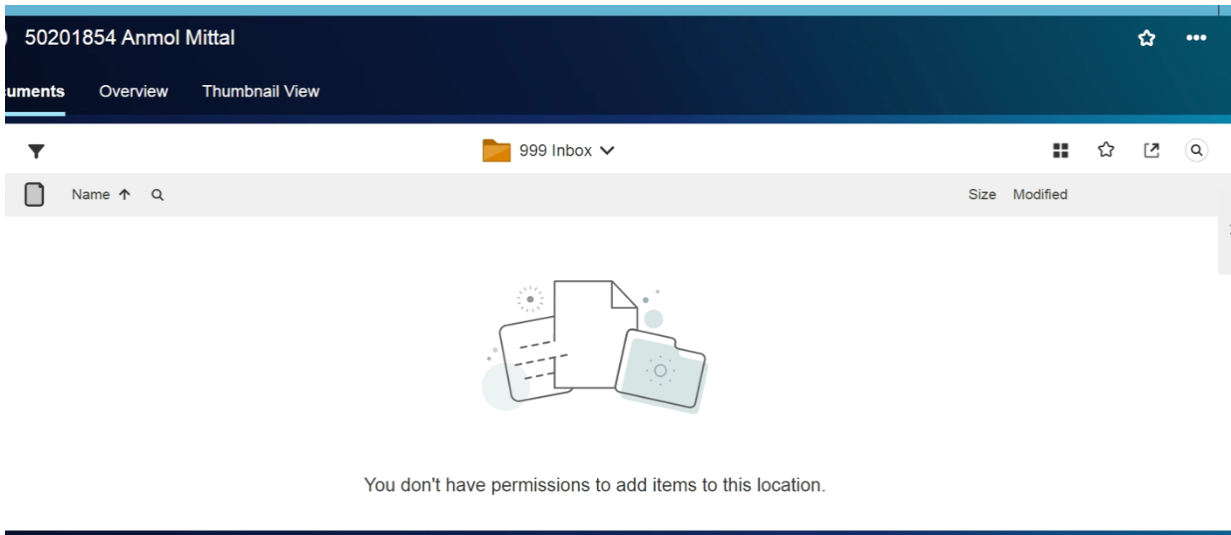 50201854 Anmol Mittal
uments Overview Thumbnail View
999 Inbox
Name Size Modified
You don't have permissions to add items to this location.